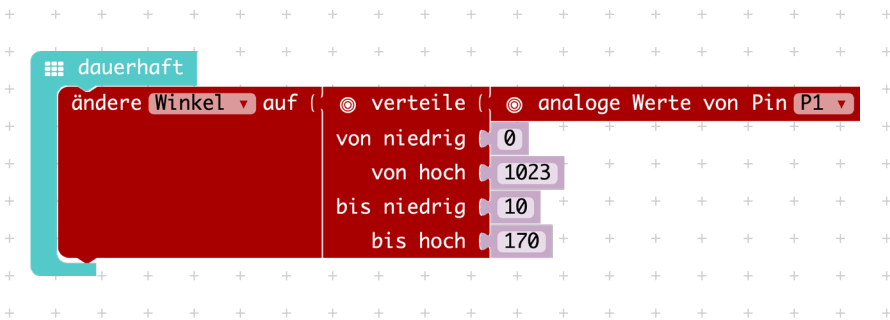 dauerhaft
ändere Winkel auf ( verteile ( analoge Werte von Pin P1
von niedrig 0
von hoch 1023
bis niedrig 10
bis hoch 170